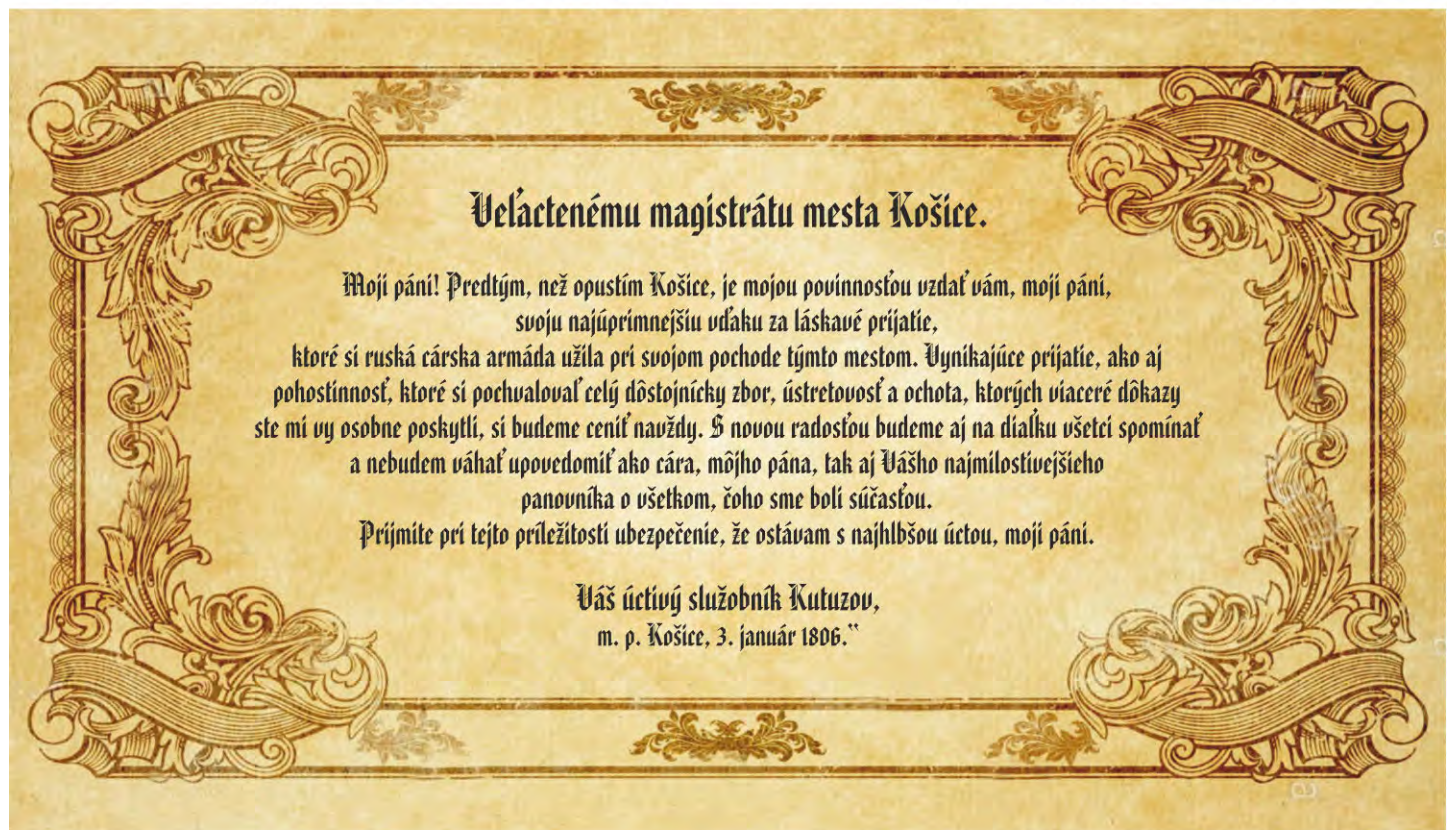 Veľactenému magistrátu mesta Košice.
Moji páni! Predtým, než opustím Košice, je mojou povinnosťou vzdať vám, moji páni,
svoju najúprimnejšiu vďaku za láskavé prijatie,
ktoré si ruská cárska armáda užila pri svojom pochode týmto mestom. Vynikajúce prijatie, ako aj
pohostinnosť, ktoré si pochvaľovaľ celý dôstojnícky zbor, ústretovosť a ochota, ktorých viaceré dôkazy
ste mi vy osobne poskytli, si budeme ceniť navždy. S novou radosťou budeme aj na diaľku všetci spomínať
a nebudem váhať upovedomiť ako cára, môjho pána, tak aj Vášho najmilostivejšieho
panovníka o všetkom, čoho sme boli súčasťou.
Prijmite pri tejto príležitosti ubezpečenie, že ostávam s najhlbšou úctou, moji páni.
Váš úctivý služobník Kutuzov,
m. p. Košice, 3. január 1806.“